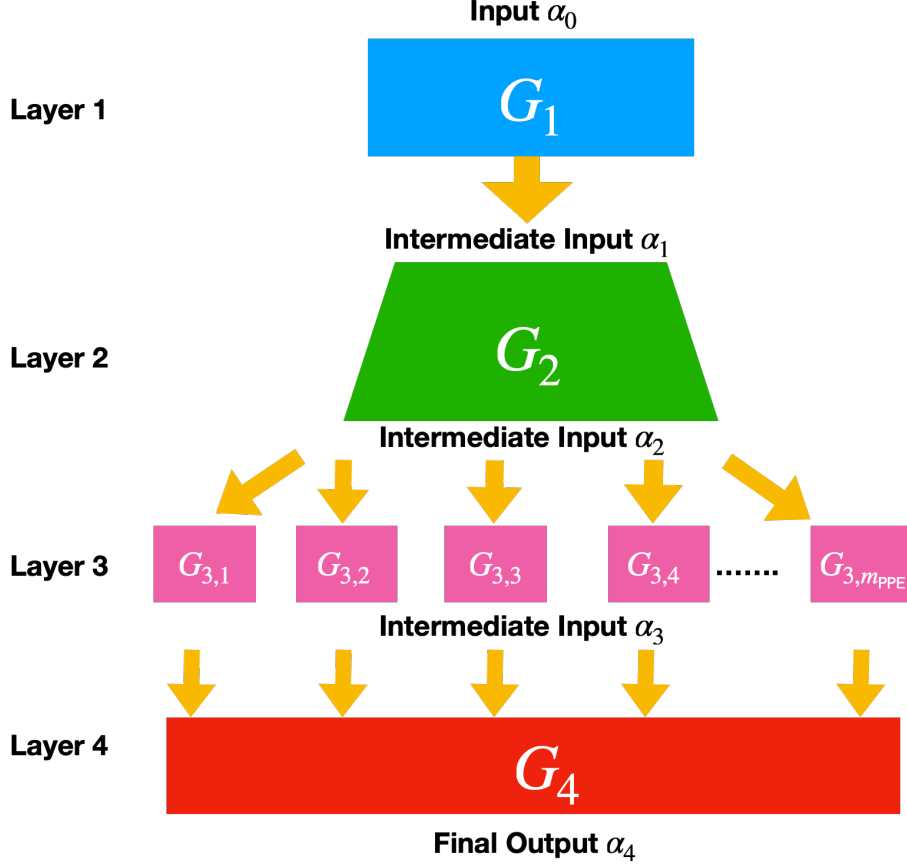 Input α₀
Layer 1
G₁
Intermediate Input α₁
Layer 2
G₂
Intermediate Input α₂
Layer 3
G₃,₁ G₃,₂ G₃,₃ G₃,₄ ....... G₃,ₘPPE
Intermediate Input α₃
Layer 4
G₄
Final Output α₄